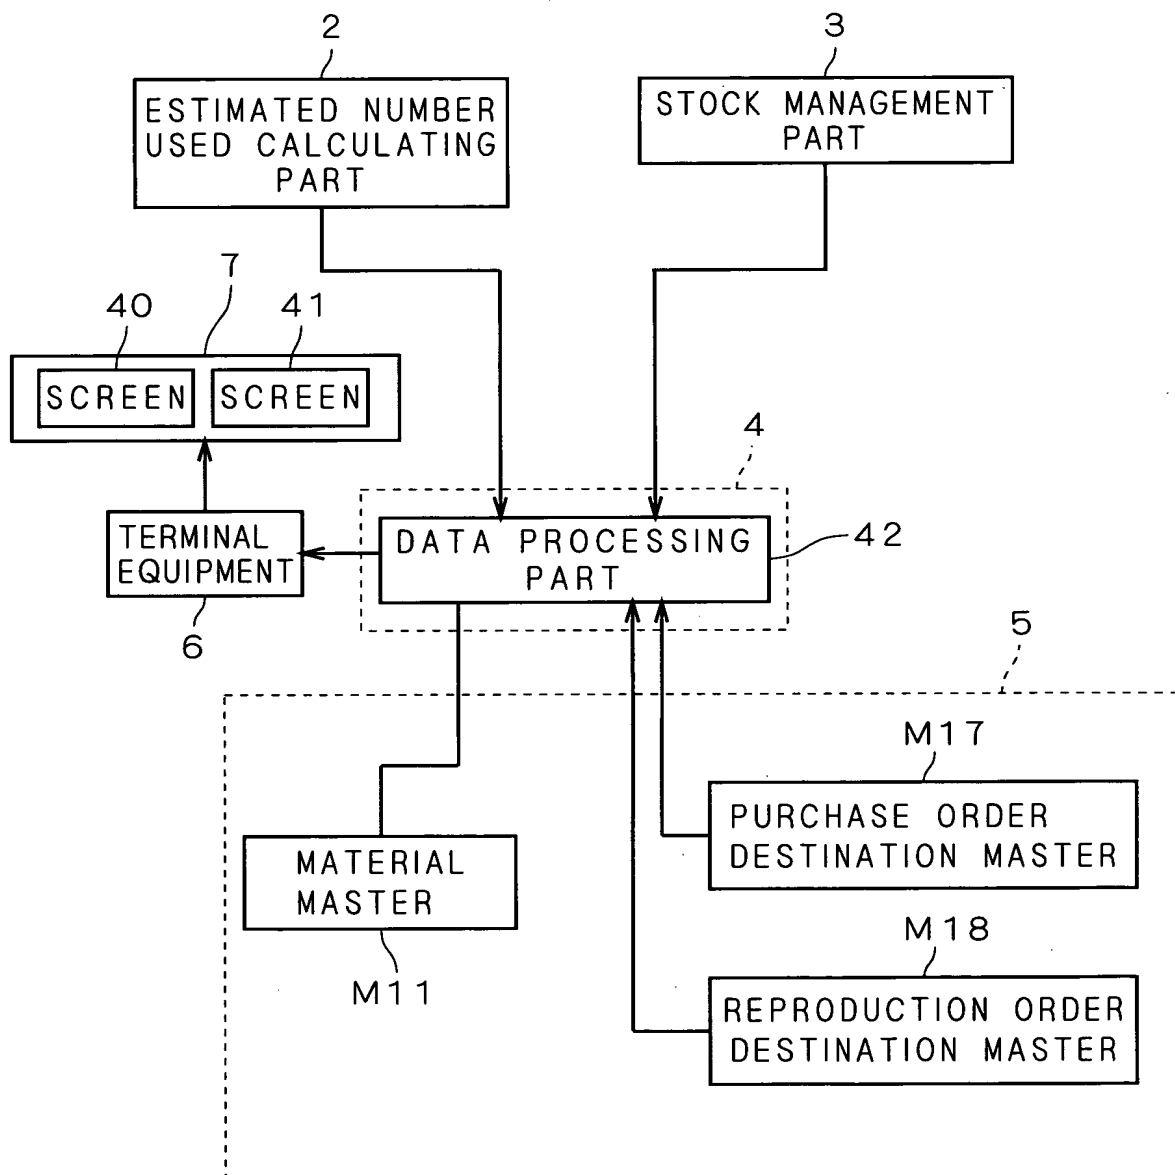 2
3
ESTIMATED NUMBER
USED CALCULATING
PART
STOCK MANAGEMENT
PART
7
40
41
SCREEN
SCREEN
4
DATA PROCESSING
PART
42
TERMINAL
EQUIPMENT
6
5
M17
PURCHASE ORDER
DESTINATION MASTER
MATERIAL
MASTER
M11
M18
REPRODUCTION ORDER
DESTINATION MASTER